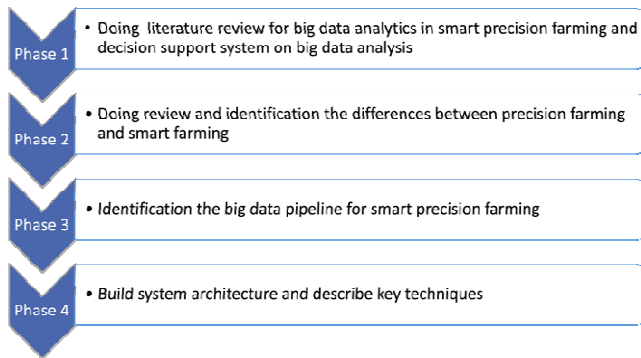 Phase 1
• Doing literature review for big data analytics in smart precision farming and
decision support system on big data analysis
Phase 2
• Doing review and identification the differences between precision farming
and smart farming
Phase 3
• Identification the big data pipeline for smart precision farming
Phase 4
• Build system architecture and describe key techniques